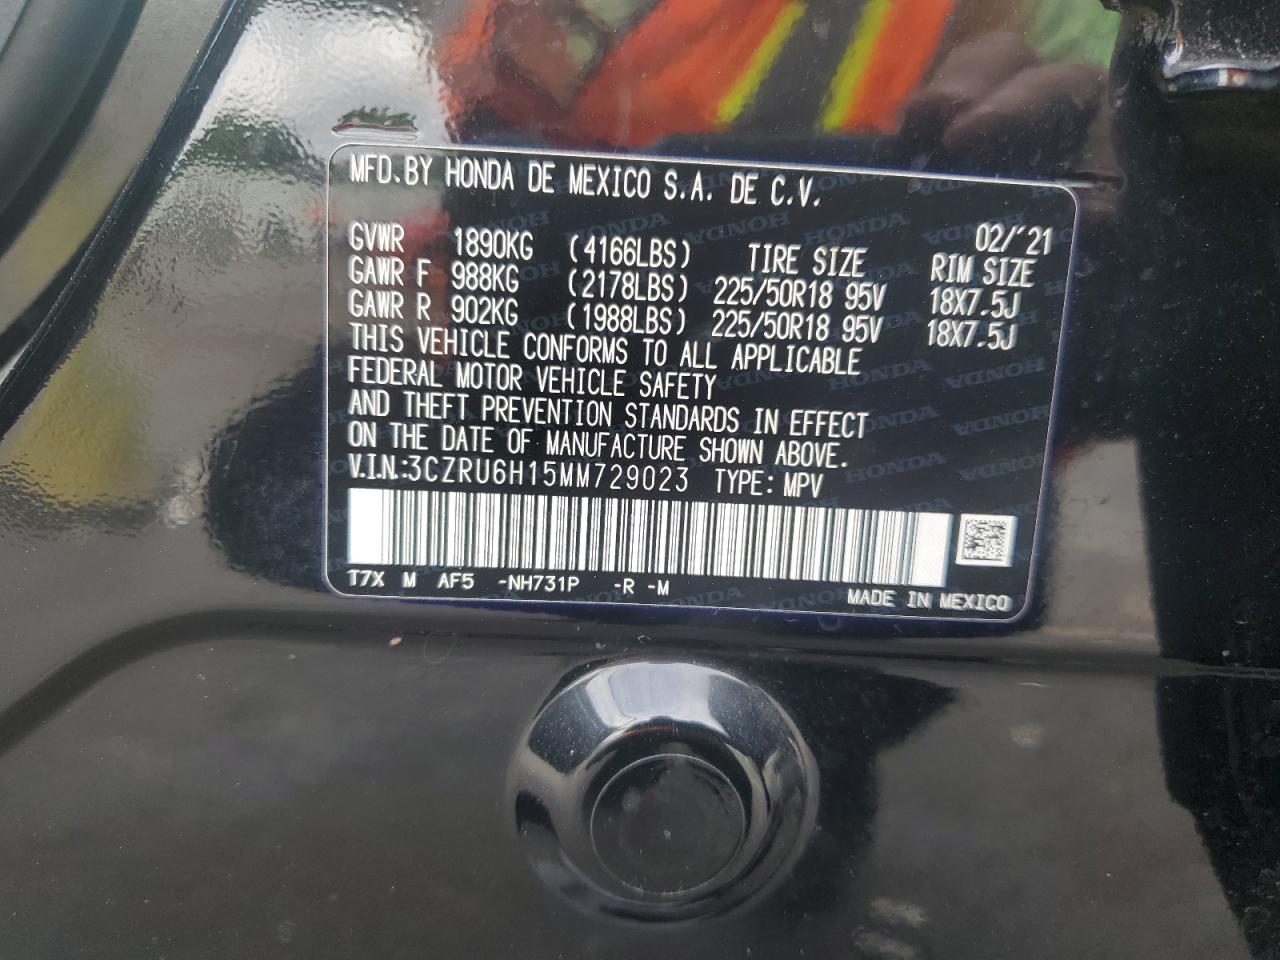 MFD.BY HONDA DE MEXICO S.A. DE C.V.
02/'21
GVWR 1890KG (4166LBS) TIRE SIZE RIM SIZE
GAWR F 988KG (2178LBS) 225/50R18 95V 18X7.5J
GAWR R 902KG (1988LBS) 225/50R18 95V 18X7.5J
THIS VEHICLE CONFORMS TO ALL APPLICABLE
FEDERAL MOTOR VEHICLE SAFETY
AND THEFT PREVENTION STANDARDS IN EFFECT
ON THE DATE OF MANUFACTURE SHOWN ABOVE.
V.I.N.:3CZRU6H15MM729023 TYPE: MPV
T7X M AF5 -NH731P -R -M
MADE IN MEXICO